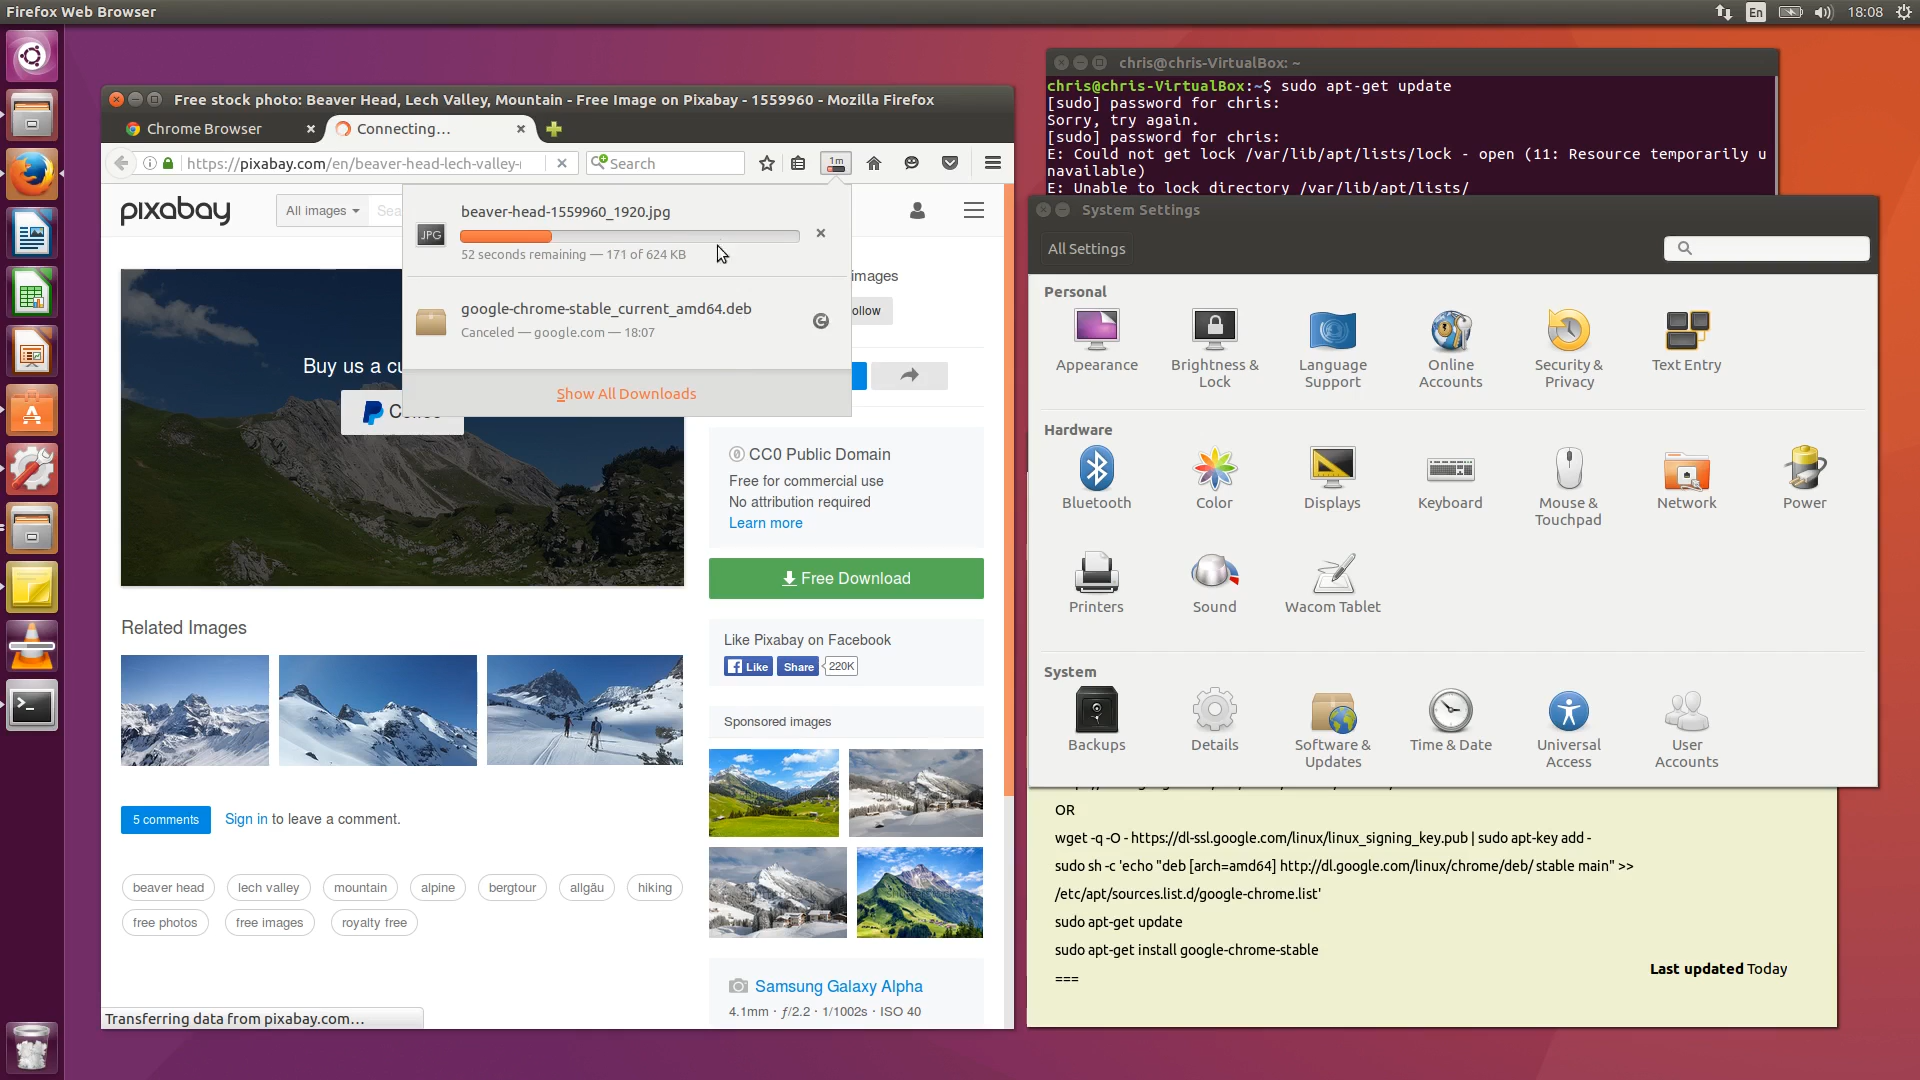 Firefox Web Browser
En
18:08
Free stock photo: Beaver Head, Lech Valley, Mountain - Free Image on Pixabay - 1559960 - Mozilla Firefox
Chrome Browser
Connecting…
https://pixabay.com/en/beaver-head-lech-valley-
Search
1m
pixabay
All images
Sea
beaver-head-1559960_1920.jpg
JPG
52 seconds remaining — 171 of 624 KB
google-chrome-stable_current_amd64.deb
Canceled — google.com — 18:07
Show All Downloads
images
ollow
Buy us a cu
CC0 Public Domain
Free for commercial use
No attribution required
Learn more
Free Download
Related Images
Like Pixabay on Facebook
Like
Share
220K
Sponsored images
5 comments
Sign in to leave a comment.
beaver head
lech valley
mountain
alpine
bergtour
allgäu
hiking
free photos
free images
royalty free
Samsung Galaxy Alpha
4.1mm · ƒ/2.2 · 1/1002s · ISO 40
Transferring data from pixabay.com…
chris@chris-VirtualBox: ~
chris@chris-VirtualBox:~$ sudo apt-get update
[sudo] password for chris:
Sorry, try again.
[sudo] password for chris:
E: Could not get lock /var/lib/apt/lists/lock - open (11: Resource temporarily u
navailable)
E: Unable to lock directory /var/lib/apt/lists/
System Settings
All Settings
Personal
Appearance
Brightness &
Lock
Language
Support
Online
Accounts
Security &
Privacy
Text Entry
Hardware
Bluetooth
Color
Displays
Keyboard
Mouse &
Touchpad
Network
Power
Printers
Sound
Wacom Tablet
System
Backups
Details
Software &
Updates
Time & Date
Universal
Access
User
Accounts
OR
wget -q -O - https://dl-ssl.google.com/linux/linux_signing_key.pub | sudo apt-key add -
sudo sh -c 'echo "deb [arch=amd64] http://dl.google.com/linux/chrome/deb/ stable main" >>
/etc/apt/sources.list.d/google-chrome.list'
sudo apt-get update
sudo apt-get install google-chrome-stable
===
Last updated Today